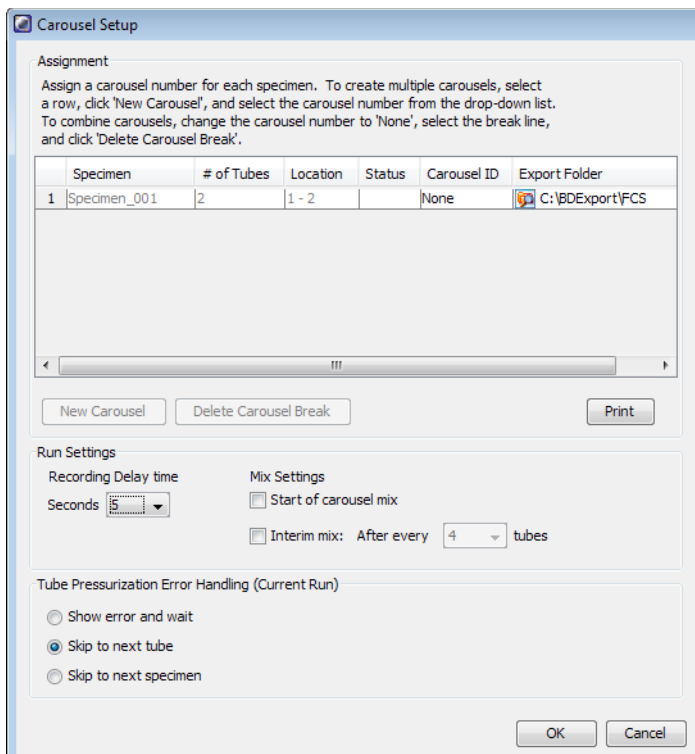 Carousel Setup
Assignment
Assign a carousel number for each specimen. To create multiple carousels, select
a row, click 'New Carousel', and select the carousel number from the drop-down list.
To combine carousels, change the carousel number to 'None', select the break line,
and click 'Delete Carousel Break'.
Specimen # of Tubes Location Status Carousel ID Export Folder
1 Specimen_001 2 1 - 2 None C:\BDExport\FCS
New Carousel Delete Carousel Break Print
Run Settings
Recording Delay time Mix Settings
Seconds 5 Start of carousel mix
Interim mix: After every 4 tubes
Tube Pressurization Error Handling (Current Run)
Show error and wait
Skip to next tube
Skip to next specimen
OK Cancel